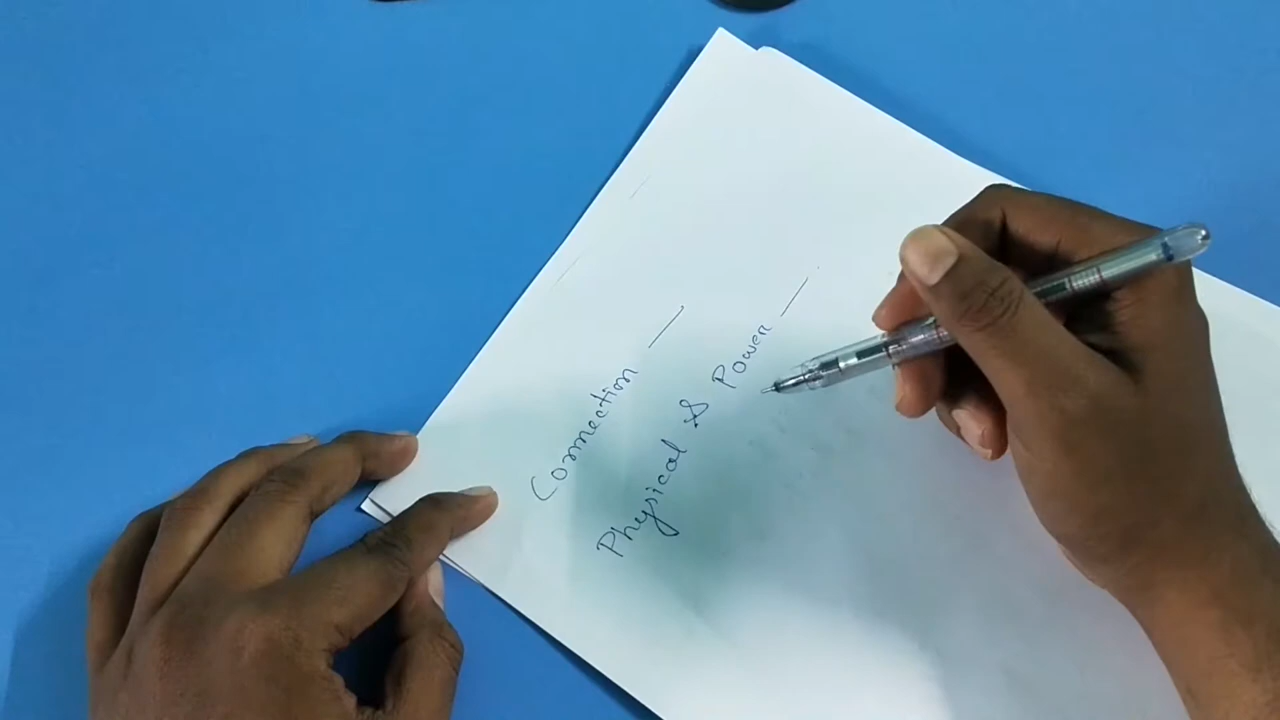 Connection —
Physical & Power —